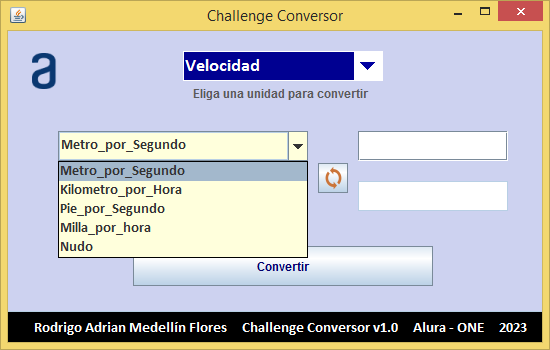 Challenge Conversor
a
Velocidad
Eliga una unidad para convertir
Metro_por_Segundo
Metro_por_Segundo
Kilometro_por_Hora
Pie_por_Segundo
Milla_por_hora
Nudo
Convertir
Rodrigo Adrian Medellín Flores Challenge Conversor v1.0 Alura - ONE 2023